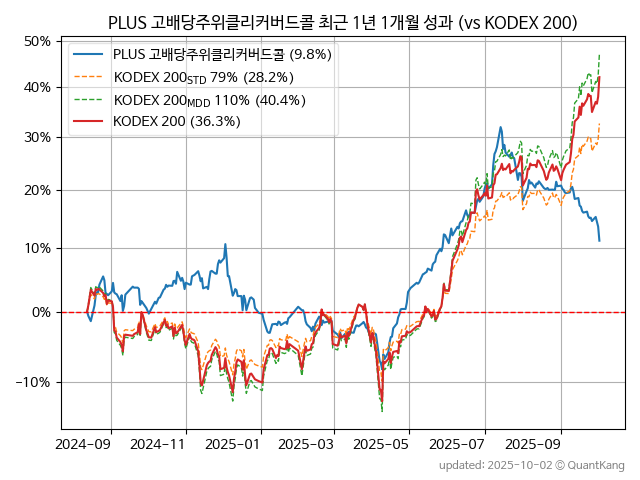 PLUS 고배당주위클리커버드콜 최근 1년 1개월 성과 (vs KODEX 200)
50%
40%
30%
20%
10%
0%
−10%
PLUS 고배당주위클리커버드콜 (9.8%)
KODEX 200STD 79% (28.2%)
KODEX 200MDD 110% (40.4%)
KODEX 200 (36.3%)
2024-09 2024-11 2025-01 2025-03 2025-05 2025-07 2025-09
updated: 2025-10-02 © QuantKang